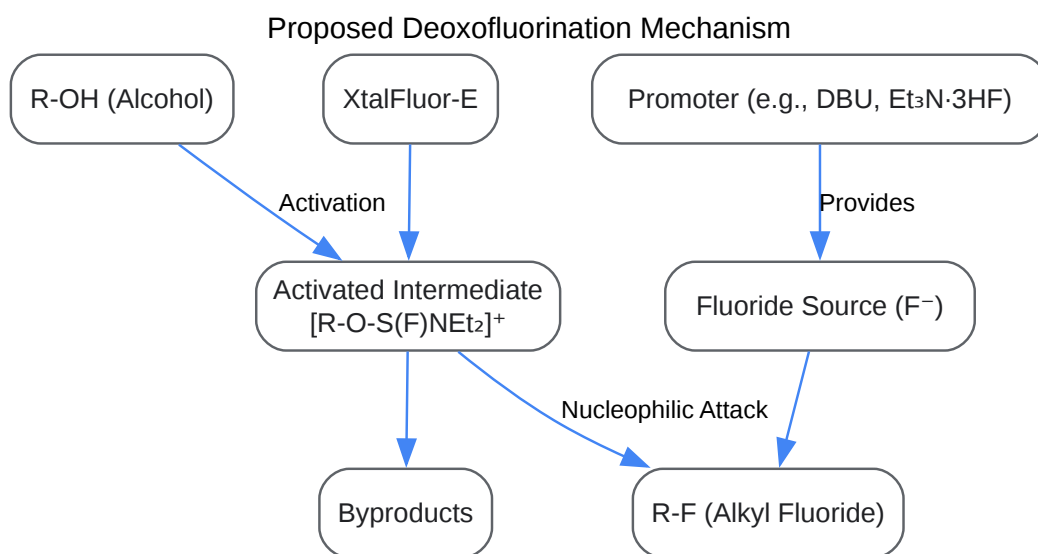 Proposed Deoxofluorination Mechanism
R-OH (Alcohol)
XtalFluor-E
Promoter (e.g., DBU, Et₃N·3HF)
Activation
Provides
Activated Intermediate
[R-O-S(F)NEt₂]⁺
Fluoride Source (F⁻)
Nucleophilic Attack
Byproducts
R-F (Alkyl Fluoride)